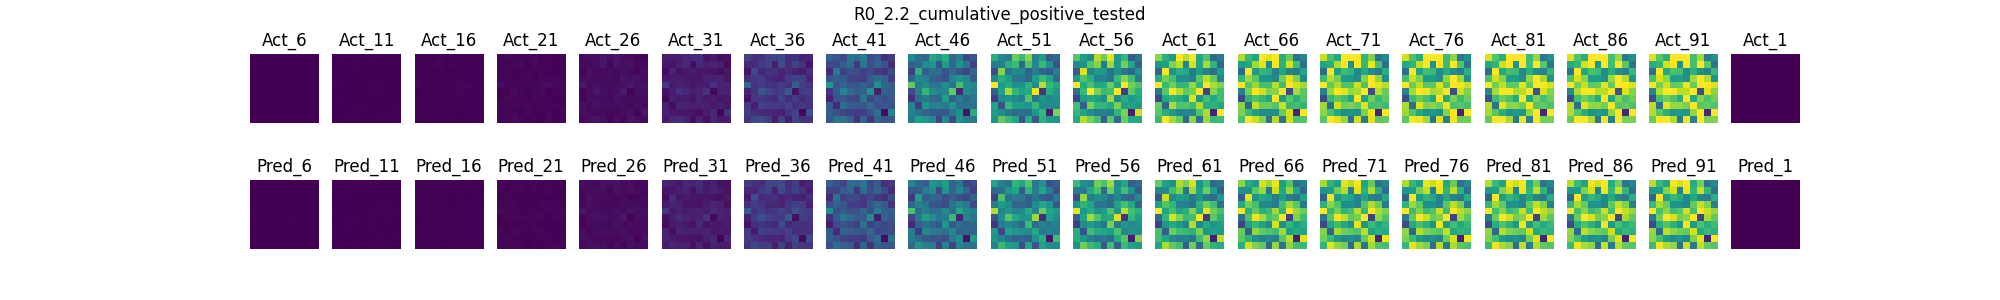 R0_2.2_cumulative_positive_tested
Act_6 Act_11 Act_16 Act_21 Act_26 Act_31 Act_36 Act_41 Act_46 Act_51 Act_56 Act_61 Act_66 Act_71 Act_76 Act_81 Act_86 Act_91 Act_1
Pred_6 Pred_11 Pred_16 Pred_21 Pred_26 Pred_31 Pred_36 Pred_41 Pred_46 Pred_51 Pred_56 Pred_61 Pred_66 Pred_71 Pred_76 Pred_81 Pred_86 Pred_91 Pred_1